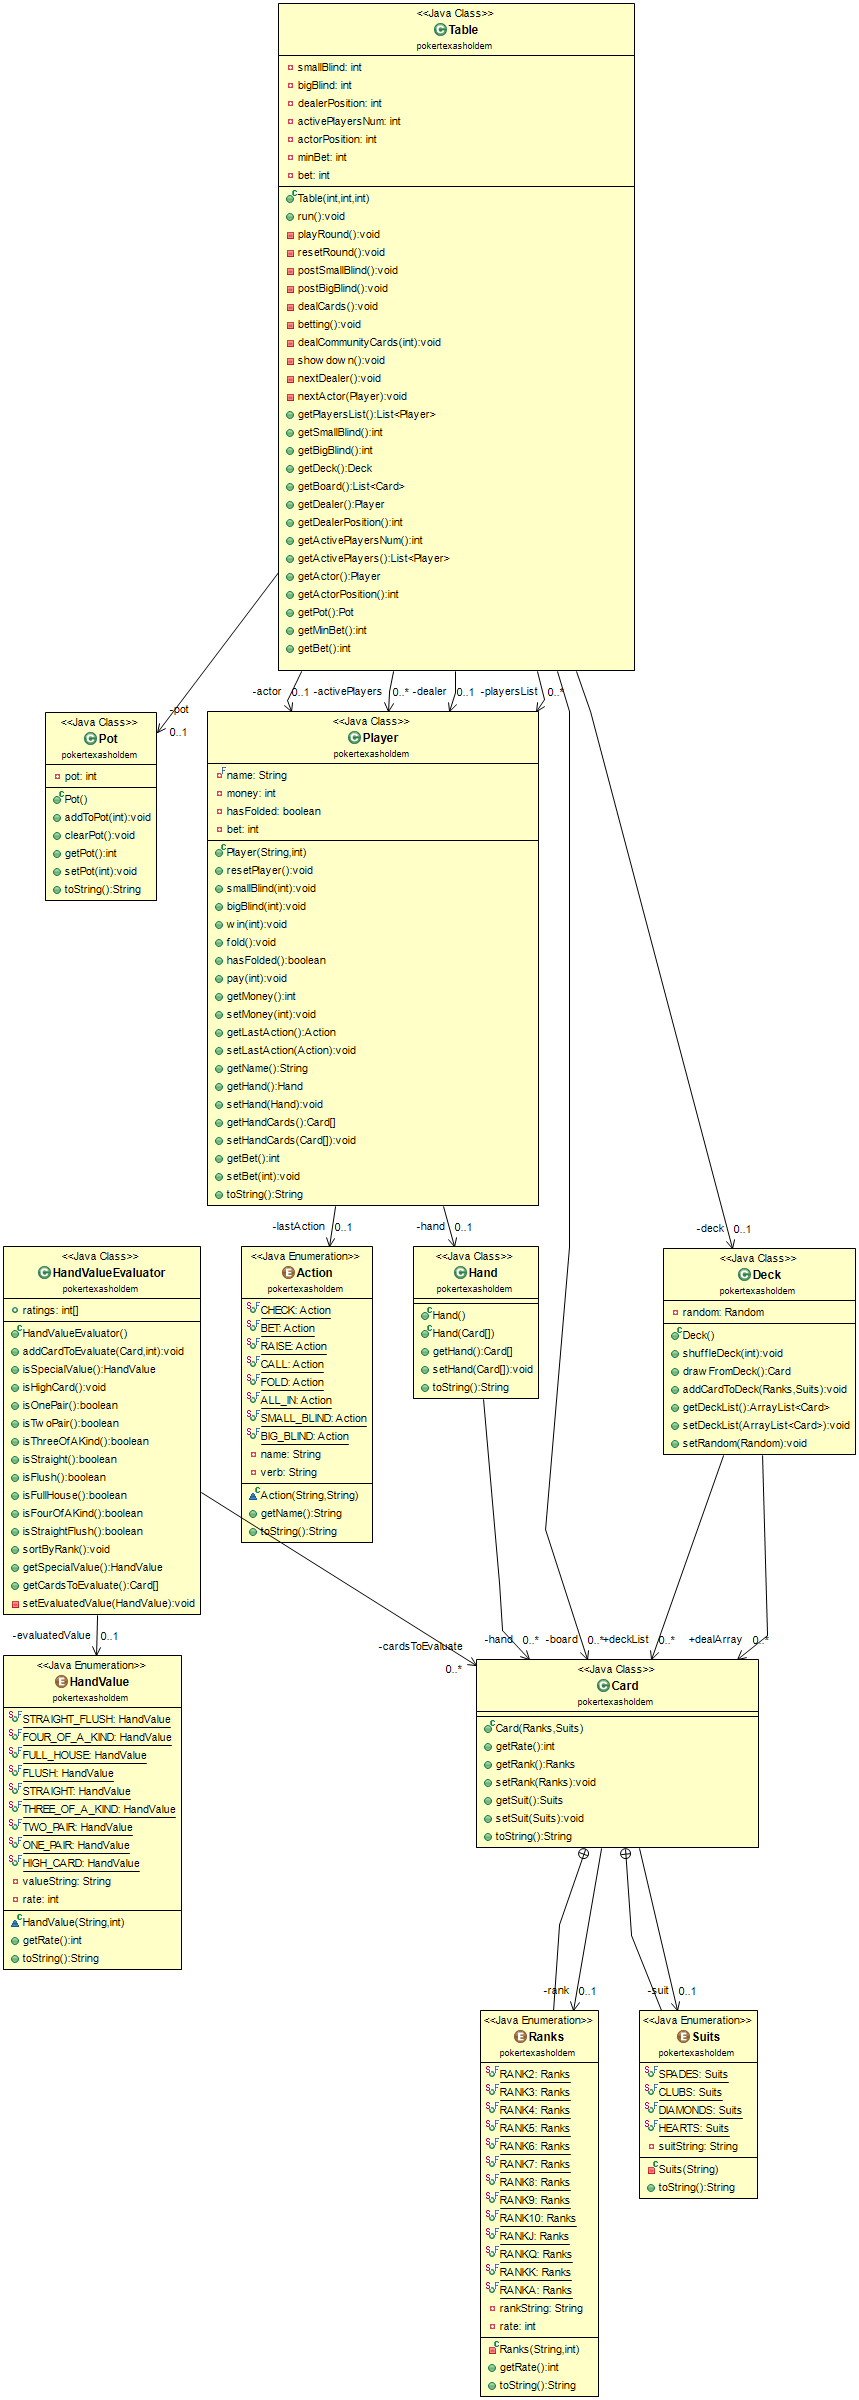 <<Java Class>>
Table
pokertexasholdem
smallBlind: int
bigBlind: int
dealerPosition: int
activePlayersNum: int
actorPosition: int
minBet: int
bet: int
Table(int,int,int)
run():void
playRound():void
resetRound():void
postSmallBlind():void
postBigBlind():void
dealCards():void
betting():void
dealCommunityCards(int):void
showdown():void
nextDealer():void
nextActor(Player):void
getPlayersList():List<Player>
getSmallBlind():int
getBigBlind():int
getDeck():Deck
getBoard():List<Card>
getDealer():Player
getDealerPosition():int
getActivePlayersNum():int
getActivePlayers():List<Player>
getActor():Player
getActorPosition():int
getPot():Pot
getMinBet():int
getBet():int
-actor 0..1 -activePlayers 0..* -dealer 0..1 -playersList 0..*
-pot
0..1
<<Java Class>>
Pot
pokertexasholdem
pot: int
Pot()
addToPot(int):void
clearPot():void
getPot():int
setPot(int):void
toString():String
<<Java Class>>
Player
pokertexasholdem
name: String
money: int
hasFolded: boolean
bet: int
Player(String,int)
resetPlayer():void
smallBlind(int):void
bigBlind(int):void
win(int):void
fold():void
hasFolded():boolean
pay(int):void
getMoney():int
setMoney(int):void
getLastAction():Action
setLastAction(Action):void
getName():String
getHand():Hand
setHand(Hand):void
getHandCards():Card[]
setHandCards(Card[]):void
getBet():int
setBet(int):void
toString():String
-lastAction 0..1 -hand 0..1 -deck 0..1
<<Java Class>>
HandValueEvaluator
pokertexasholdem
ratings: int[]
HandValueEvaluator()
addCardToEvaluate(Card,int):void
isSpecialValue():HandValue
isHighCard():void
isOnePair():boolean
isTwoPair():boolean
isThreeOfAKind():boolean
isStraight():boolean
isFlush():boolean
isFullHouse():boolean
isFourOfAKind():boolean
isStraightFlush():boolean
sortByRank():void
getSpecialValue():HandValue
getCardsToEvaluate():Card[]
setEvaluatedValue(HandValue):void
<<Java Enumeration>>
Action
pokertexasholdem
CHECK: Action
BET: Action
RAISE: Action
CALL: Action
FOLD: Action
ALL_IN: Action
SMALL_BLIND: Action
BIG_BLIND: Action
name: String
verb: String
Action(String,String)
getName():String
toString():String
<<Java Class>>
Hand
pokertexasholdem
Hand()
Hand(Card[])
getHand():Card[]
setHand(Card[]):void
toString():String
<<Java Class>>
Deck
pokertexasholdem
random: Random
Deck()
shuffleDeck(int):void
drawFromDeck():Card
addCardToDeck(Ranks,Suits):void
getDeckList():ArrayList<Card>
setDeckList(ArrayList<Card>):void
setRandom(Random):void
-evaluatedValue 0..1
-cardsToEvaluate
0..*
-hand 0..* -board 0..* +deckList 0..* +dealArray 0..*
<<Java Enumeration>>
HandValue
pokertexasholdem
STRAIGHT_FLUSH: HandValue
FOUR_OF_A_KIND: HandValue
FULL_HOUSE: HandValue
FLUSH: HandValue
STRAIGHT: HandValue
THREE_OF_A_KIND: HandValue
TWO_PAIR: HandValue
ONE_PAIR: HandValue
HIGH_CARD: HandValue
valueString: String
rate: int
HandValue(String,int)
getRate():int
toString():String
<<Java Class>>
Card
pokertexasholdem
Card(Ranks,Suits)
getRate():int
getRank():Ranks
setRank(Ranks):void
getSuit():Suits
setSuit(Suits):void
toString():String
-rank 0..1 -suit 0..1
<<Java Enumeration>>
Ranks
pokertexasholdem
RANK2: Ranks
RANK3: Ranks
RANK4: Ranks
RANK5: Ranks
RANK6: Ranks
RANK7: Ranks
RANK8: Ranks
RANK9: Ranks
RANK10: Ranks
RANKJ: Ranks
RANKQ: Ranks
RANKK: Ranks
RANKA: Ranks
rankString: String
rate: int
Ranks(String,int)
getRate():int
toString():String
<<Java Enumeration>>
Suits
pokertexasholdem
SPADES: Suits
CLUBS: Suits
DIAMONDS: Suits
HEARTS: Suits
suitString: String
Suits(String)
toString():String